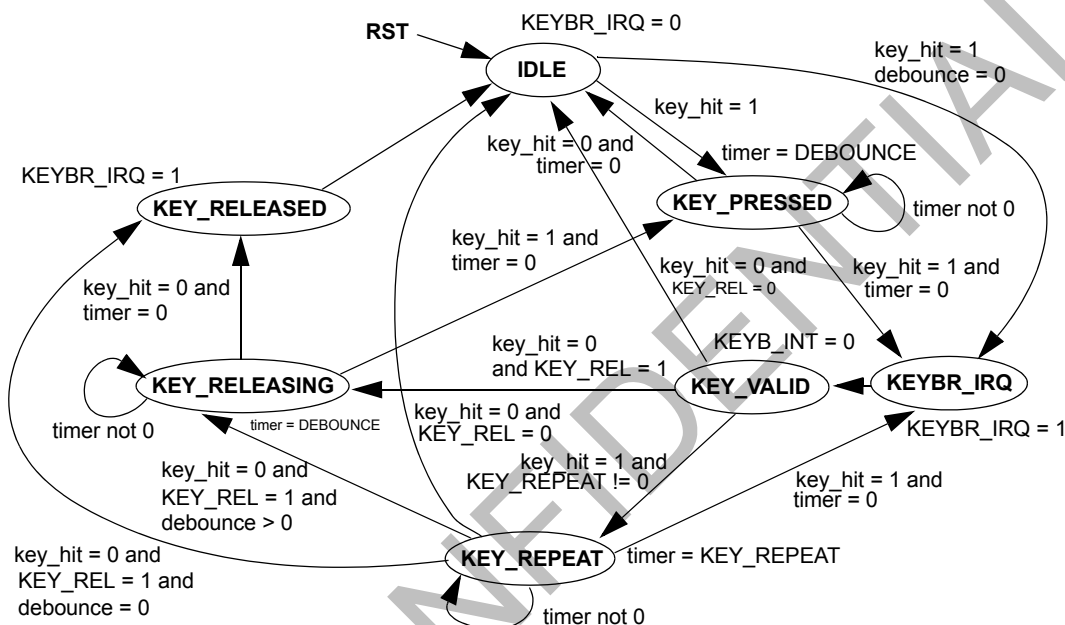 KEYBR_IRQ = 0
RST
IDLE
key_hit = 1
debounce = 0
key_hit = 1
key_hit = 0 and
timer = 0
timer = DEBOUNCE
KEYBR_IRQ = 1
KEY_RELEASED
KEY_PRESSED
timer not 0
key_hit = 1 and
timer = 0
key_hit = 0 and
KEY_REL = 0
key_hit = 1 and
timer = 0
key_hit = 0 and
timer = 0
KEYB_INT = 0
key_hit = 0
and KEY_REL = 1
KEY_RELEASING
KEY_VALID
KEYBR_IRQ
timer not 0
timer = DEBOUNCE
key_hit = 0 and
KEY_REL = 0
KEYBR_IRQ = 1
key_hit = 0 and
KEY_REL = 1 and
debounce > 0
key_hit = 1 and
KEY_REPEAT != 0
key_hit = 1 and
timer = 0
key_hit = 0 and
KEY_REL = 1 and
debounce = 0
KEY_REPEAT
timer = KEY_REPEAT
timer not 0
NFIDENTIA